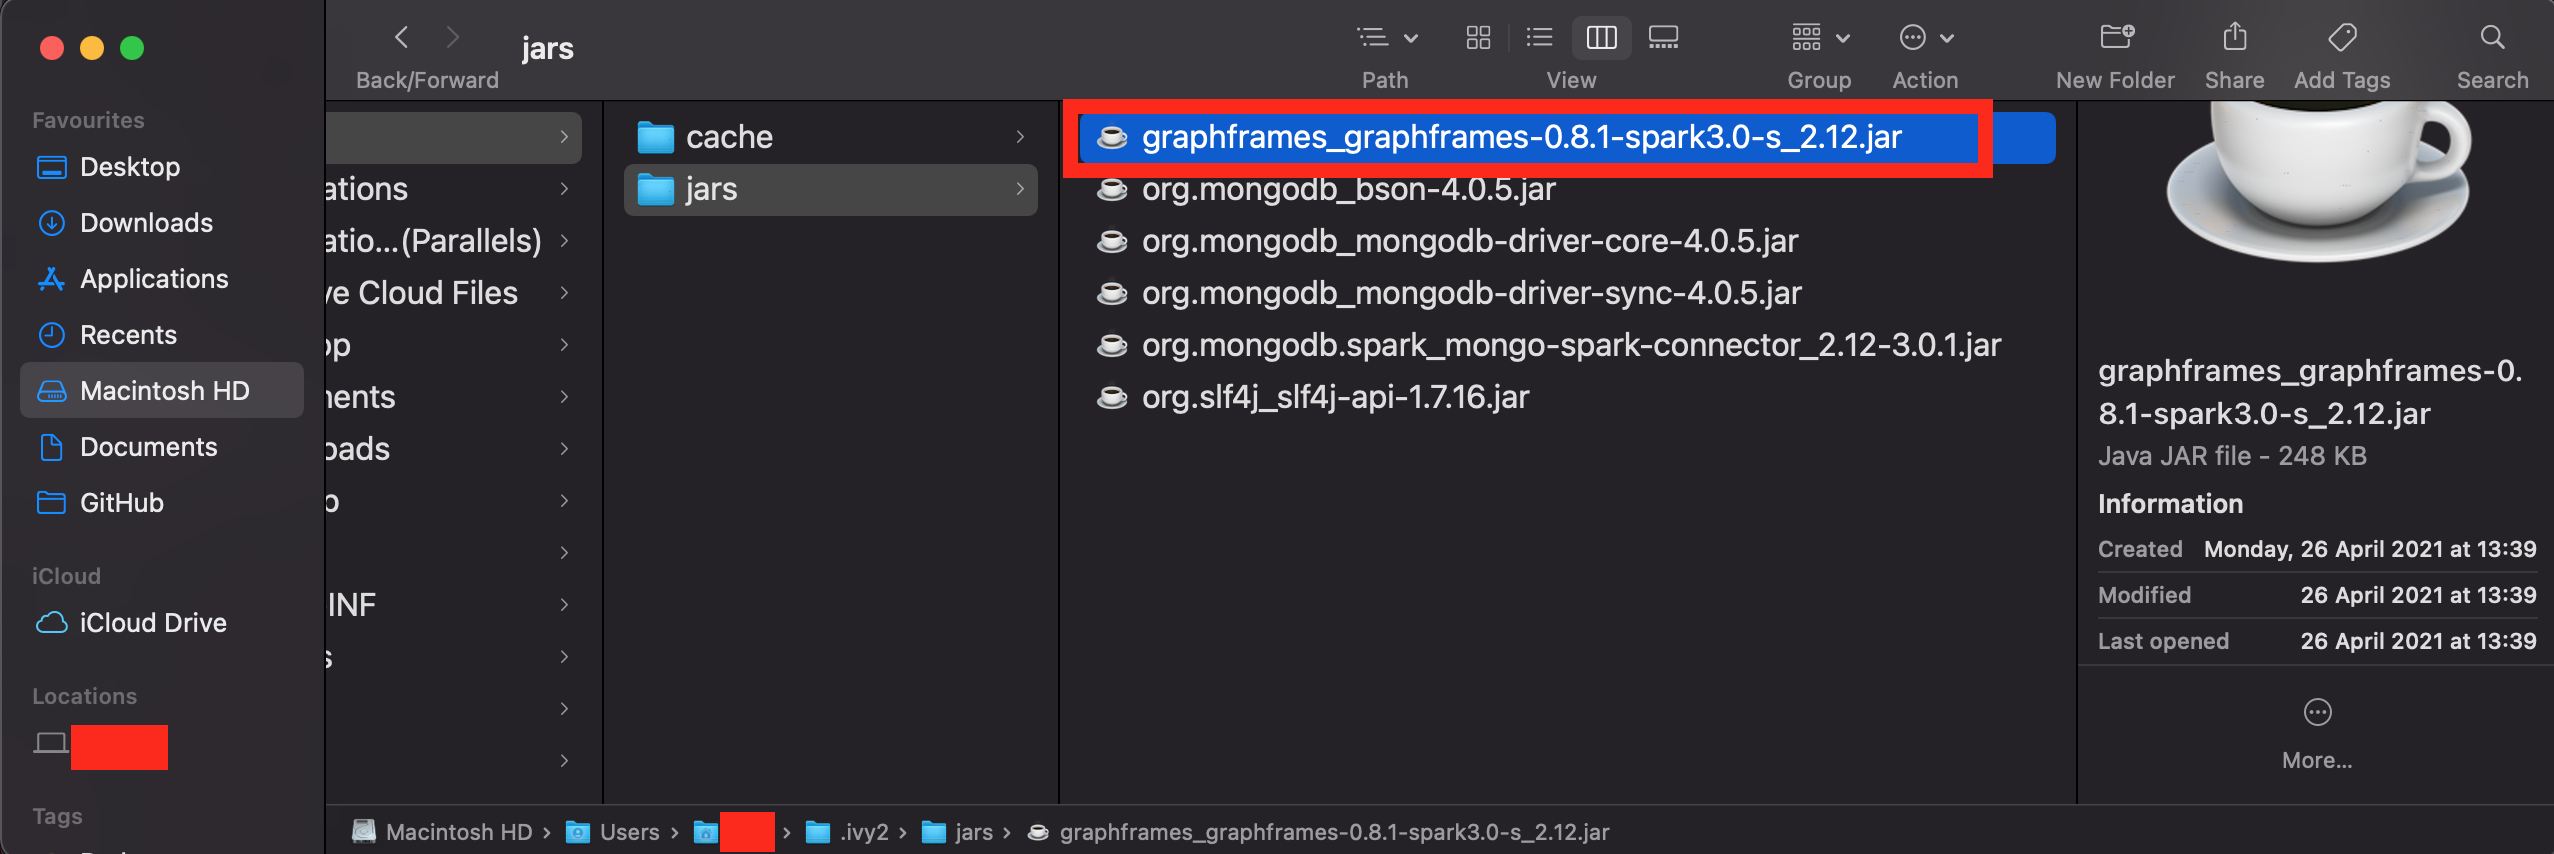 jars
Back/Forward
Path
View
Group
Action
New Folder
Share
Add Tags
Search
Favourites
Desktop
Downloads
Applications
Recents
Macintosh HD
Documents
GitHub
iCloud
iCloud Drive
Locations
Tags
ations
atio...(Parallels)
ve Cloud Files
op
nents
oads
INF
cache
jars
graphframes_graphframes-0.8.1-spark3.0-s_2.12.jar
org.mongodb_bson-4.0.5.jar
org.mongodb_mongodb-driver-core-4.0.5.jar
org.mongodb_mongodb-driver-sync-4.0.5.jar
org.mongodb.spark_mongo-spark-connector_2.12-3.0.1.jar
org.slf4j_slf4j-api-1.7.16.jar
graphframes_graphframes-0.
8.1-spark3.0-s_2.12.jar
Java JAR file - 248 KB
Information
Created Monday, 26 April 2021 at 13:39
Modified 26 April 2021 at 13:39
Last opened 26 April 2021 at 13:39
More...
Macintosh HD › Users › › .ivy2 › jars › graphframes_graphframes-0.8.1-spark3.0-s_2.12.jar